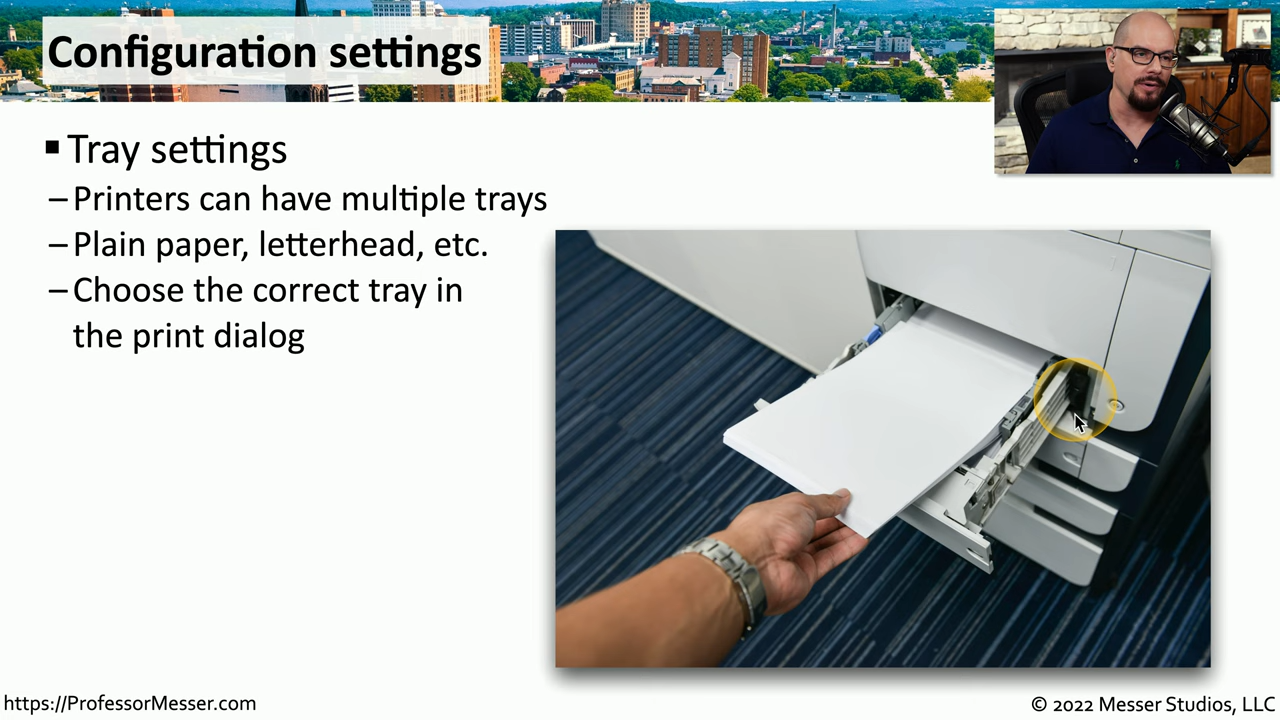 Configuration settings
▪ Tray settings
– Printers can have multiple trays
– Plain paper, letterhead, etc.
– Choose the correct tray in
the print dialog
https://ProfessorMesser.com
© 2022 Messer Studios, LLC